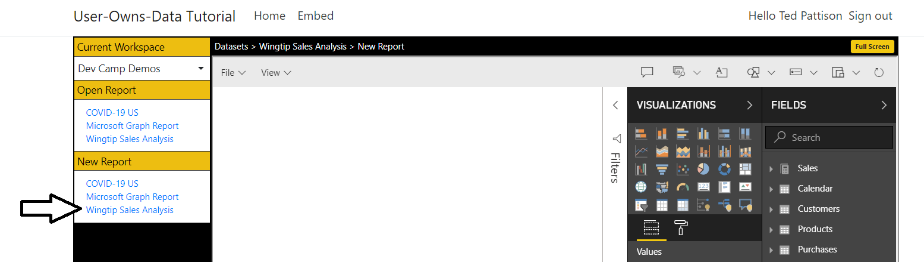 User-Owns-Data Tutorial Home Embed Hello Ted Pattison Sign out
Current Workspace
Dev Camp Demos
Open Report
COVID-19 US
Microsoft Graph Report
Wingtip Sales Analysis
New Report
COVID-19 US
Microsoft Graph Report
Wingtip Sales Analysis
Datasets > Wingtip Sales Analysis > New Report Full Screen
File View
Filters
VISUALIZATIONS
Values
FIELDS
Search
Sales
Calendar
Customers
Products
Purchases